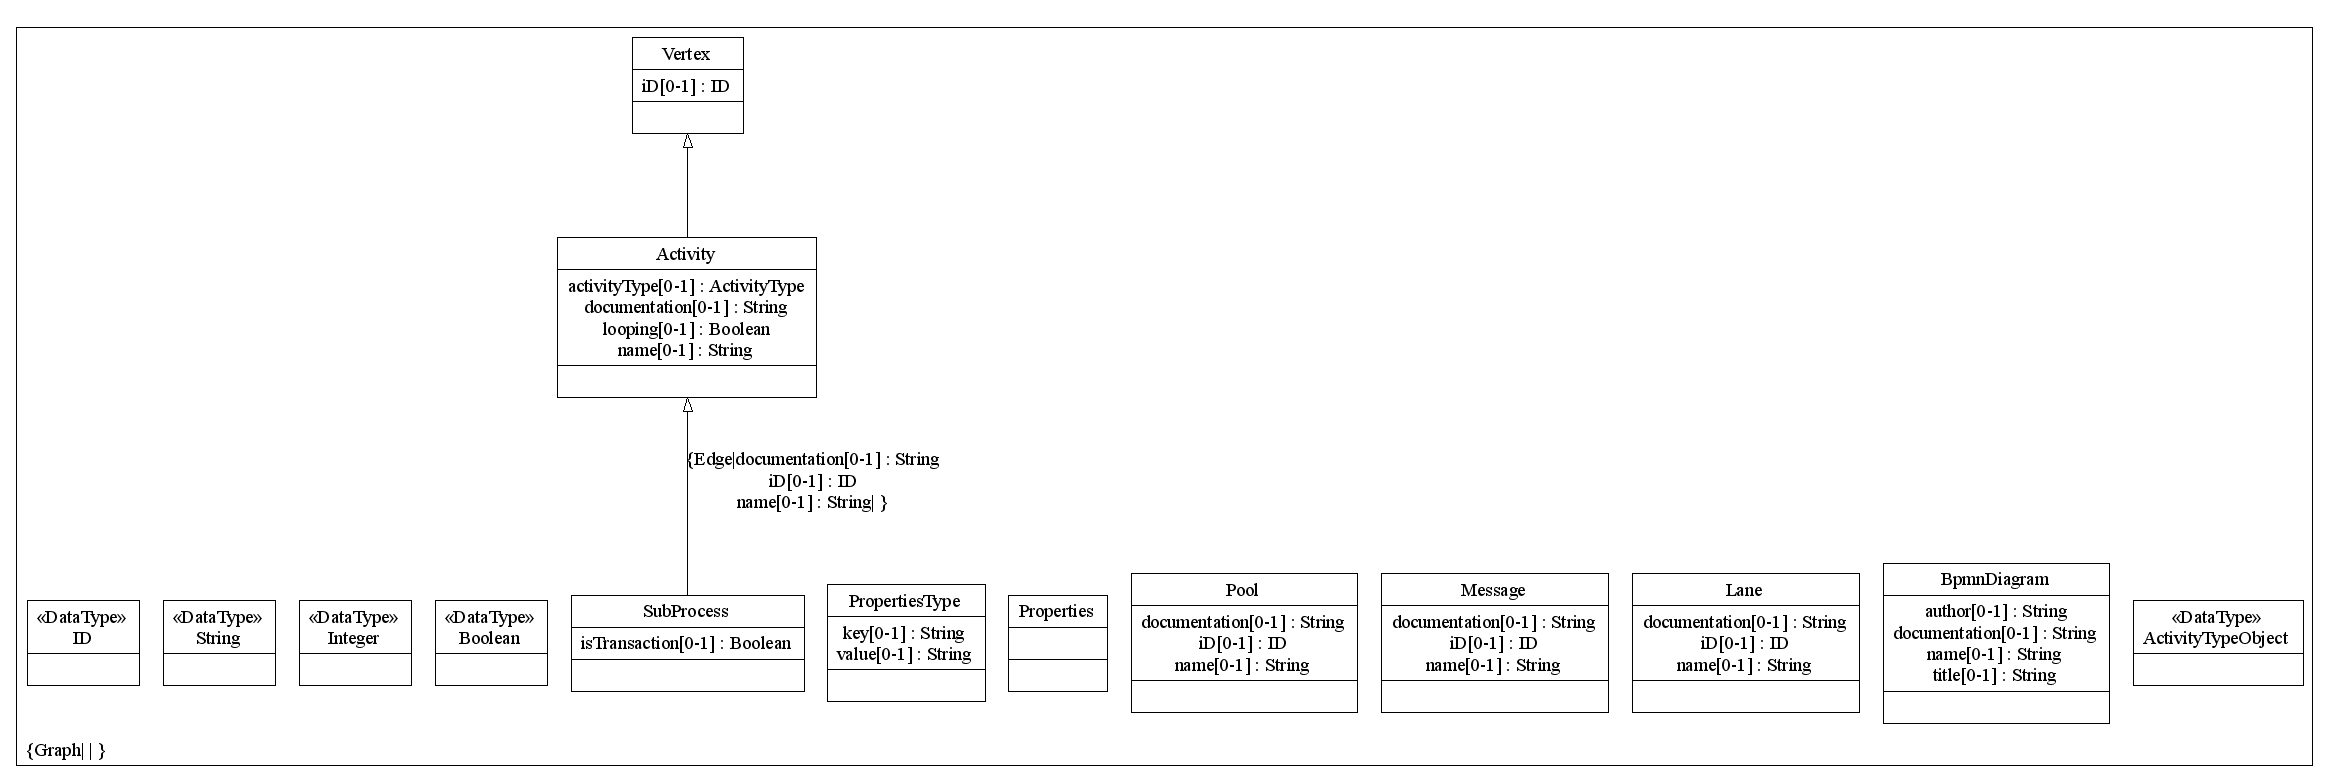 Vertex
iD[0-1] : ID
Activity
activityType[0-1] : ActivityType
documentation[0-1] : String
looping[0-1] : Boolean
name[0-1] : String
{Edge|documentation[0-1] : String
iD[0-1] : ID
name[0-1] : String| }
«DataType»
ID
«DataType»
String
«DataType»
Integer
«DataType»
Boolean
SubProcess
isTransaction[0-1] : Boolean
PropertiesType
key[0-1] : String
value[0-1] : String
Properties
Pool
documentation[0-1] : String
iD[0-1] : ID
name[0-1] : String
Message
documentation[0-1] : String
iD[0-1] : ID
name[0-1] : String
Lane
documentation[0-1] : String
iD[0-1] : ID
name[0-1] : String
BpmnDiagram
author[0-1] : String
documentation[0-1] : String
name[0-1] : String
title[0-1] : String
«DataType»
ActivityTypeObject
{Graph| | }